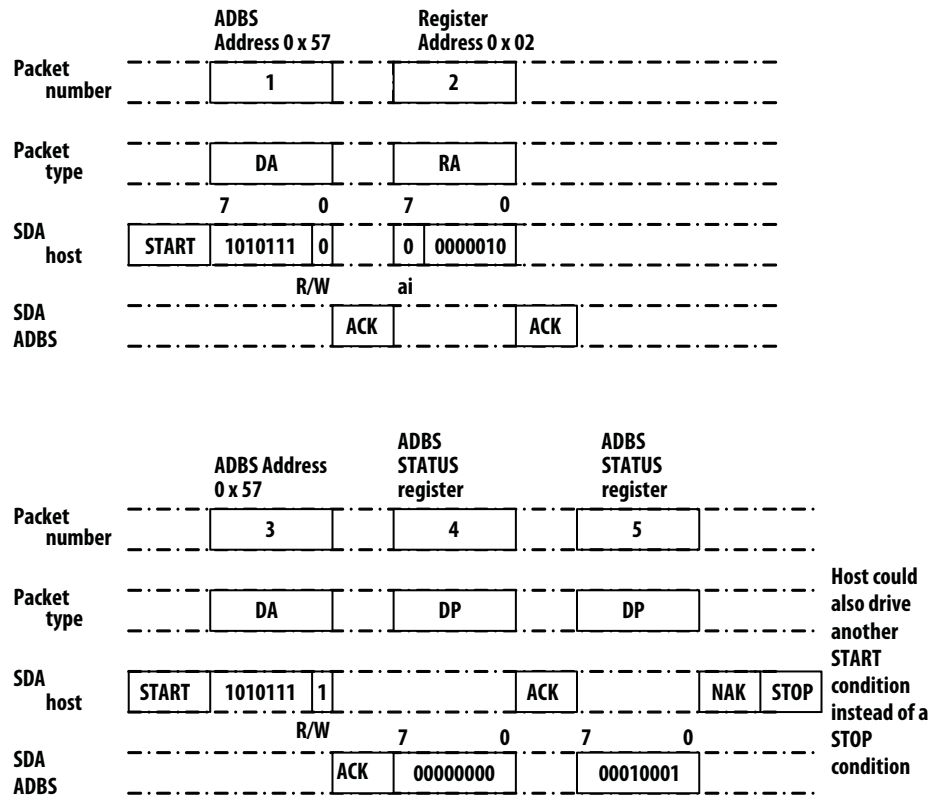 ADBS
Address 0 x 57
Register
Address 0 x 02
Packet
number
1
2
Packet
type
DA
RA
7 0 7 0
SDA
host
START 1010111 0 0 0000010
R/W ai
SDA
ADBS
ACK ACK
ADBS Address
0 x 57
ADBS
STATUS
register
ADBS
STATUS
register
Packet
number
3 4 5
Packet
type
DA DP DP
SDA
host
START 1010111 1 ACK NAK STOP
R/W 7 0 7 0
SDA
ADBS
ACK 00000000 00010001
Host could
also drive
another
START
condition
instead of a
STOP
condition